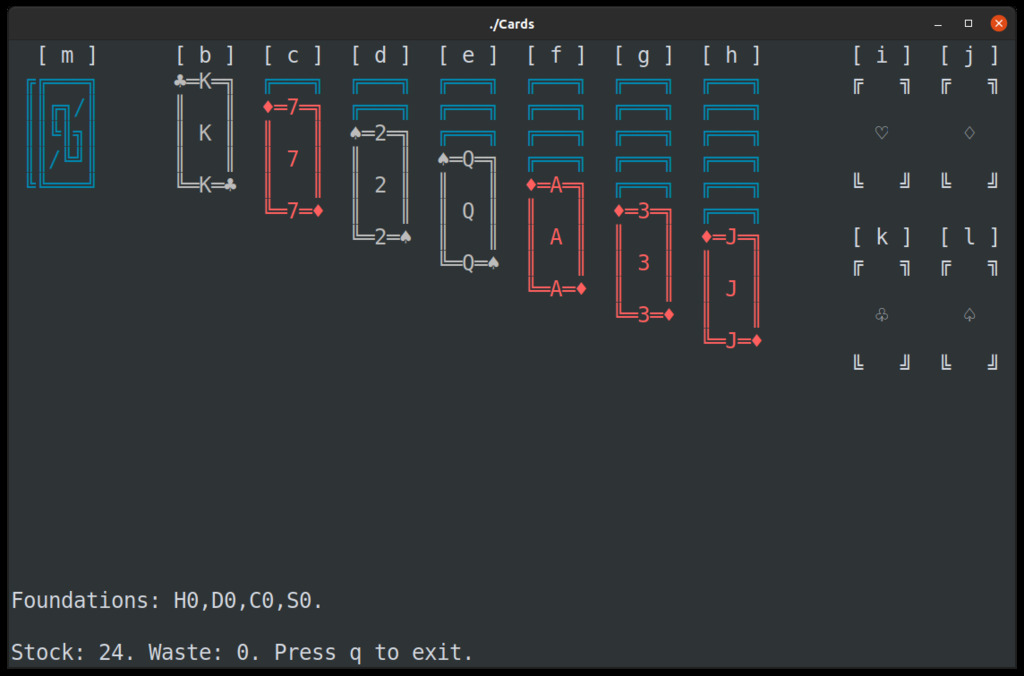 ./Cards
[ m ] [ b ] [ c ] [ d ] [ e ] [ f ] [ g ] [ h ] [ i ] [ j ]
♣═K
♦═7
K ♠═2 ♡ ♢
7 ♠═Q
K═♣ 2 ♦═A
7═♦ Q ♦═3
2═♠ A ♦═J [ k ] [ l ]
Q═♠ 3
A═♦ J
3═♦ ♧ ♤
J═♦
Foundations: H0,D0,C0,S0.
Stock: 24. Waste: 0. Press q to exit.